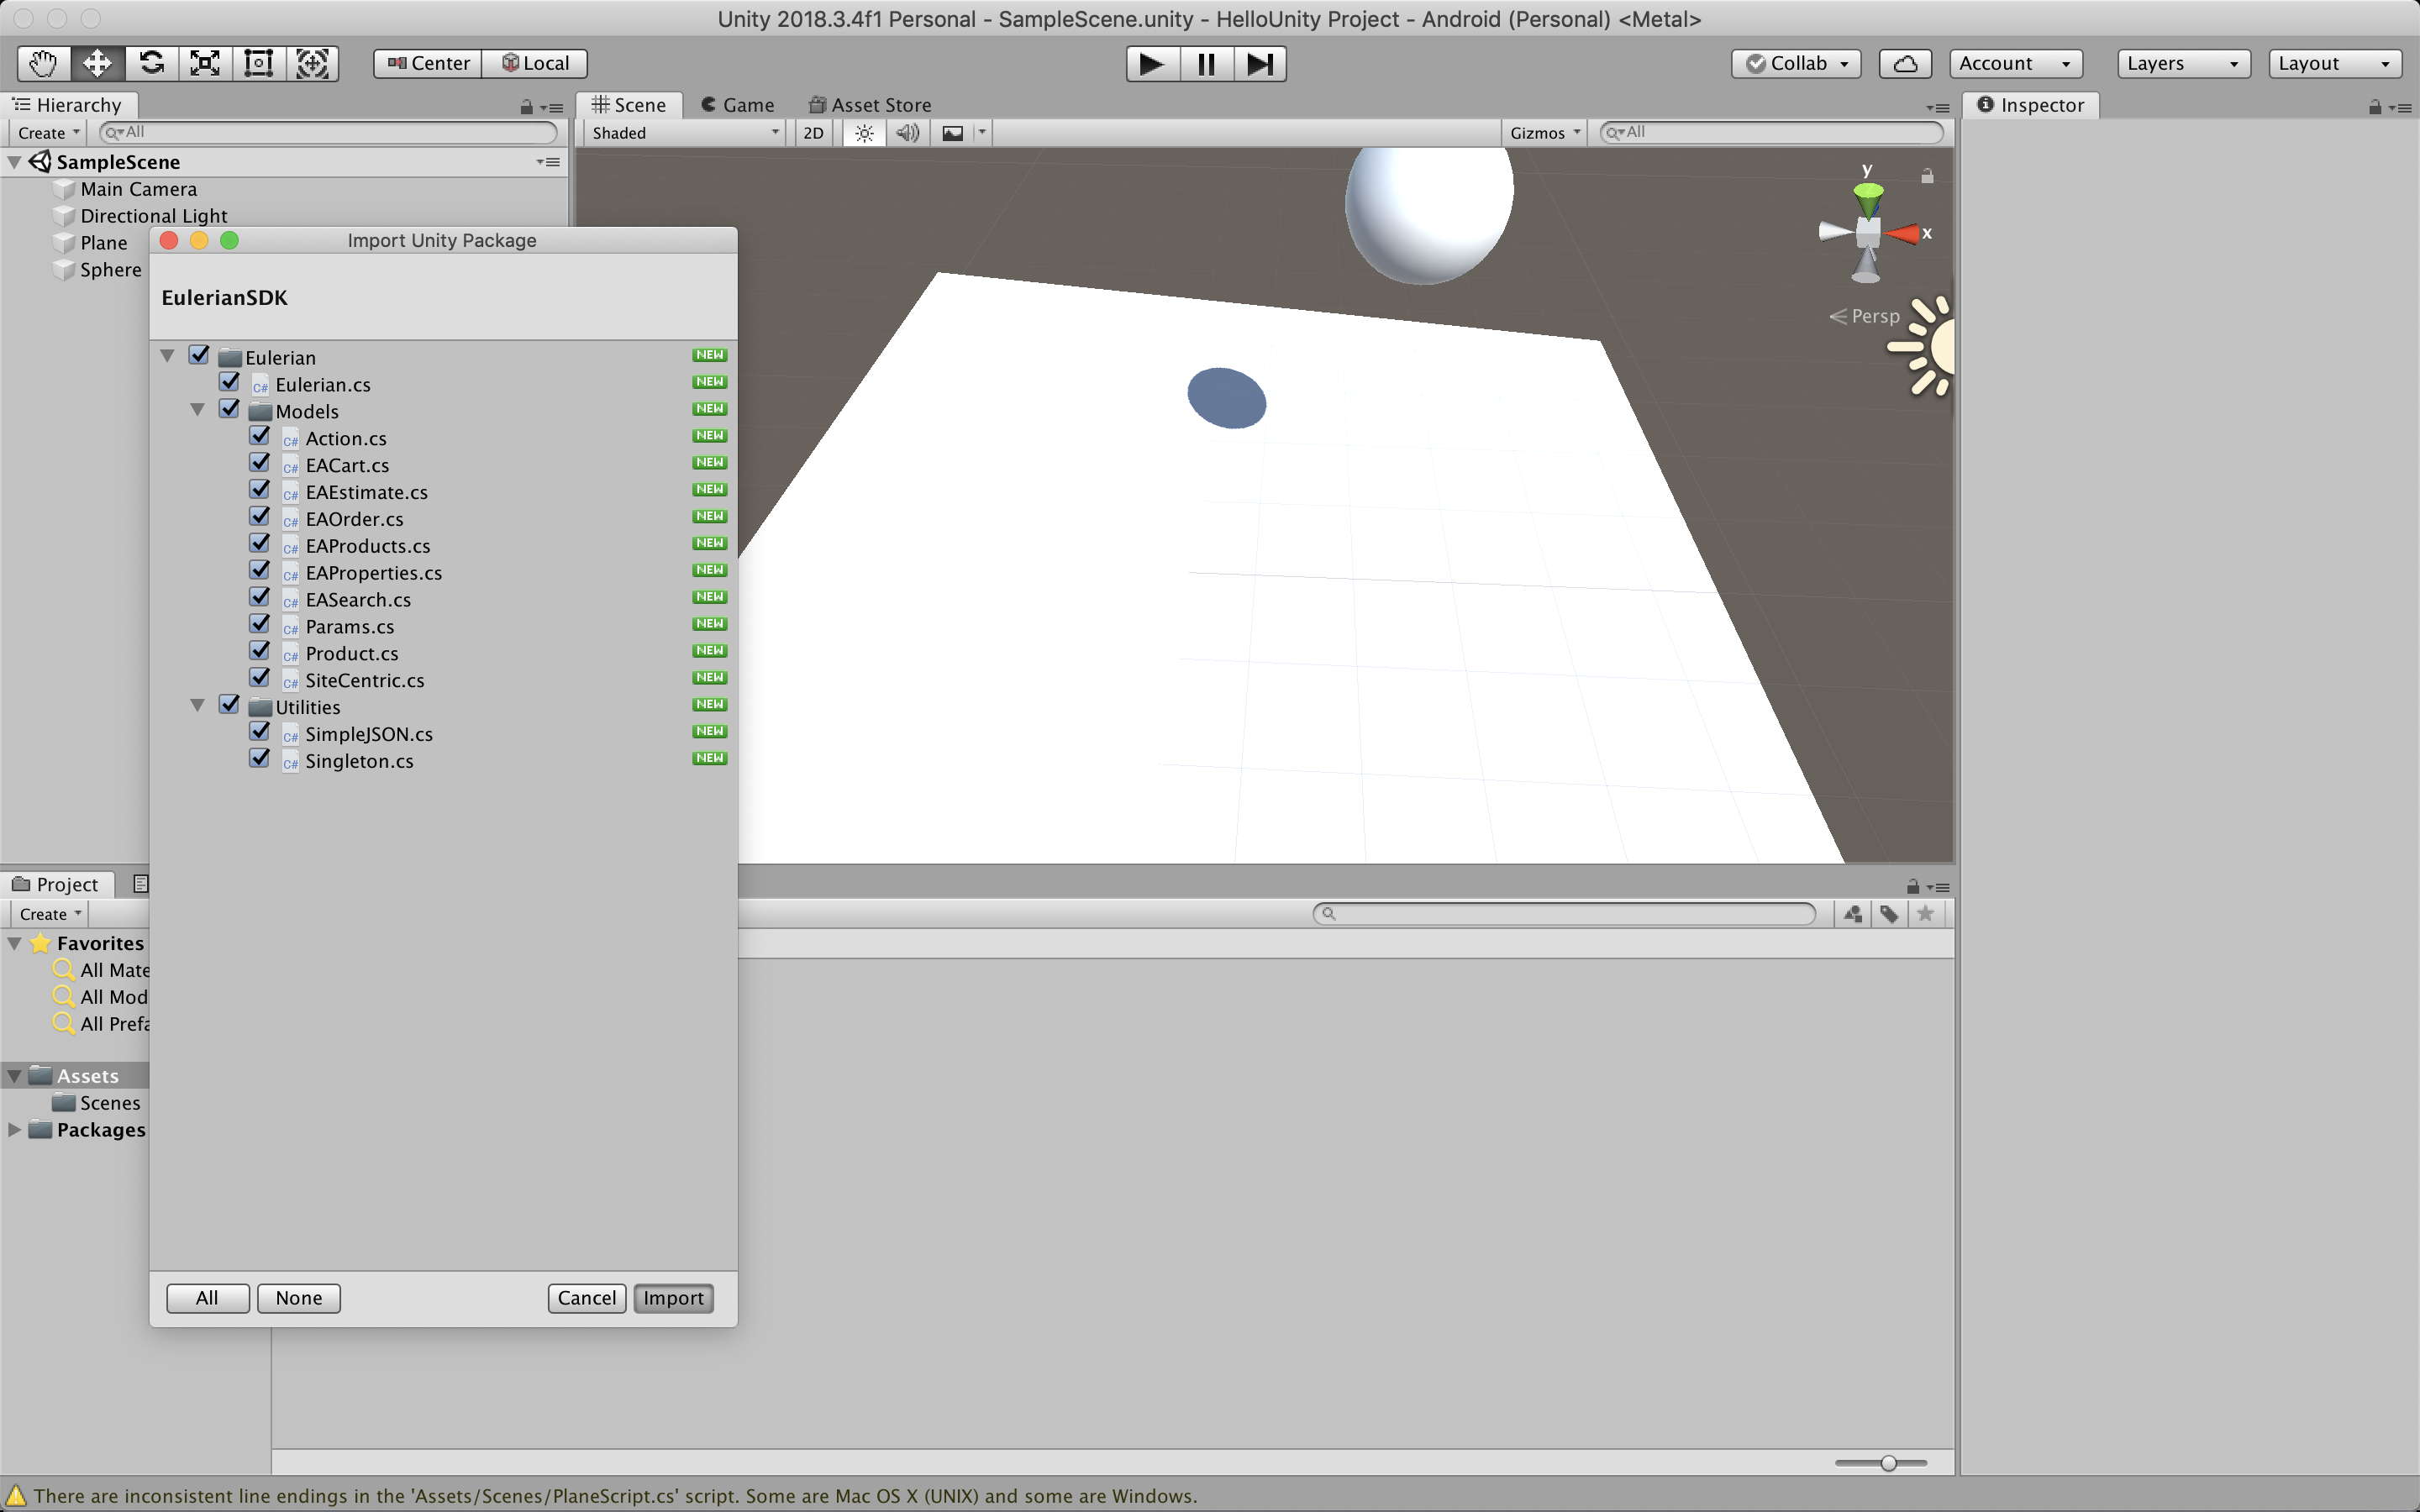 Unity 2018.3.4f1 Personal - SampleScene.unity - HelloUnity Project - Android (Personal) <Metal>
Center Local Collab Account Layers Layout
Hierarchy Scene Game Asset Store Inspector
Create All Shaded 2D Gizmos All
SampleScene
Main Camera
Directional Light
Plane
Sphere
y
x
Persp
Import Unity Package
EulerianSDK
Eulerian NEW
C# Eulerian.cs NEW
Models NEW
C# Action.cs NEW
C# EACart.cs NEW
C# EAEstimate.cs NEW
C# EAOrder.cs NEW
C# EAProducts.cs NEW
C# EAProperties.cs NEW
C# EASearch.cs NEW
C# Params.cs NEW
C# Product.cs NEW
C# SiteCentric.cs NEW
Utilities NEW
C# SimpleJSON.cs NEW
C# Singleton.cs NEW
All None Cancel Import
Project
Create
Favorites
All Mate
All Mod
All Prefa
Assets
Scenes
Packages
There are inconsistent line endings in the 'Assets/Scenes/PlaneScript.cs' script. Some are Mac OS X (UNIX) and some are Windows.